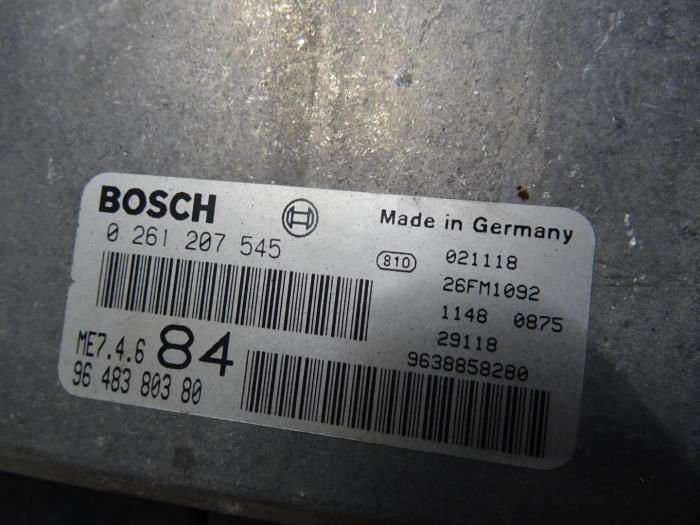 BOSCH
Made in Germany
0 261 207 545
810 021118
26FM1092
1148 0875
ME7.4.6 84
29118
96 483 803 80
9638858280